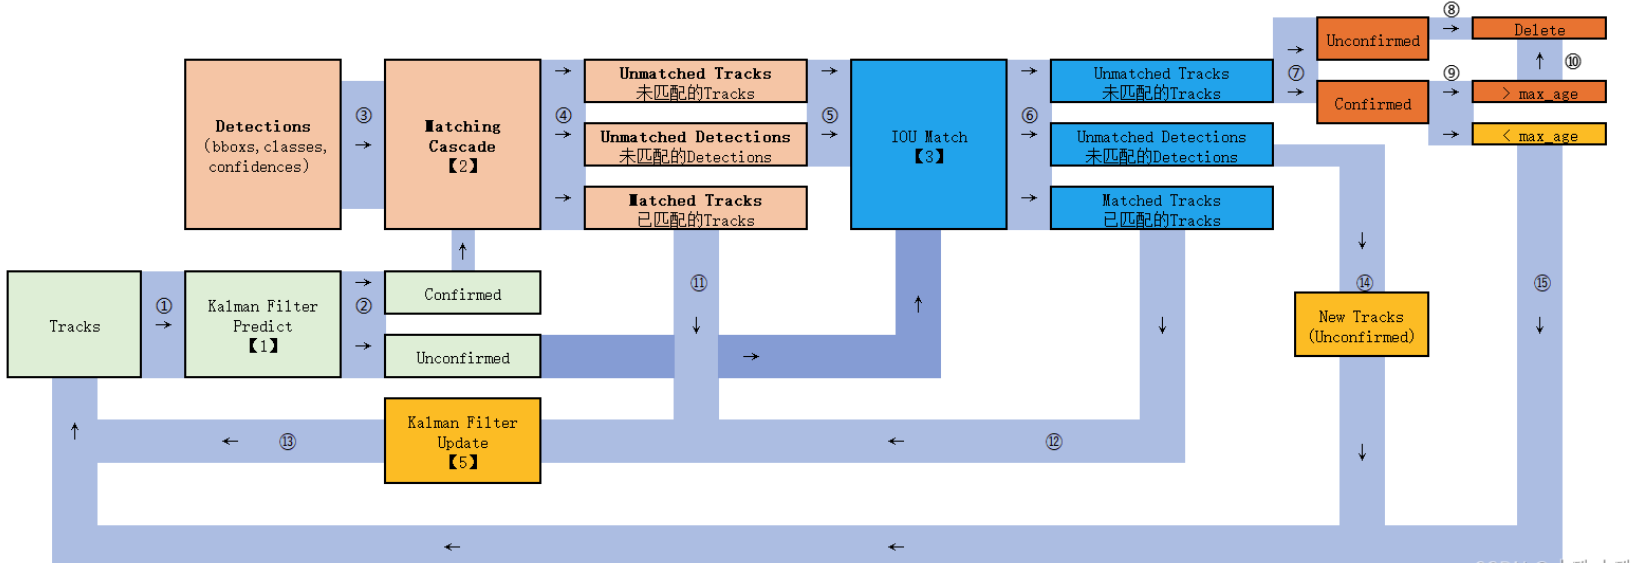 ⑧
Unconfirmed
→
Delete
Unmatched Tracks
未匹配的Tracks
Unmatched Tracks
未匹配的Tracks
⑦
→
→
⑨
→
↑
⑩
Confirmed
> max_age
→
< max_age
Detections
(bboxs,classes,
confidences)
③
→
Matching
Cascade
【2】
→
④
→
→
Unmatched Detections
未匹配的Detections
Matched Tracks
已匹配的Tracks
→
⑤
→
IOU Match
【3】
→
⑥
→
→
Unmatched Detections
未匹配的Detections
Matched Tracks
已匹配的Tracks
↑
↓
Tracks
①
→
Kalman Filter
Predict
【1】
→
②
→
Confirmed
Unconfirmed
→
⑪
↓
↑
↓
⑭
New Tracks
(Unconfirmed)
⑮
↓
↑
←
⑬
Kalman Filter
Update
【5】
←
⑫
↓
←
←